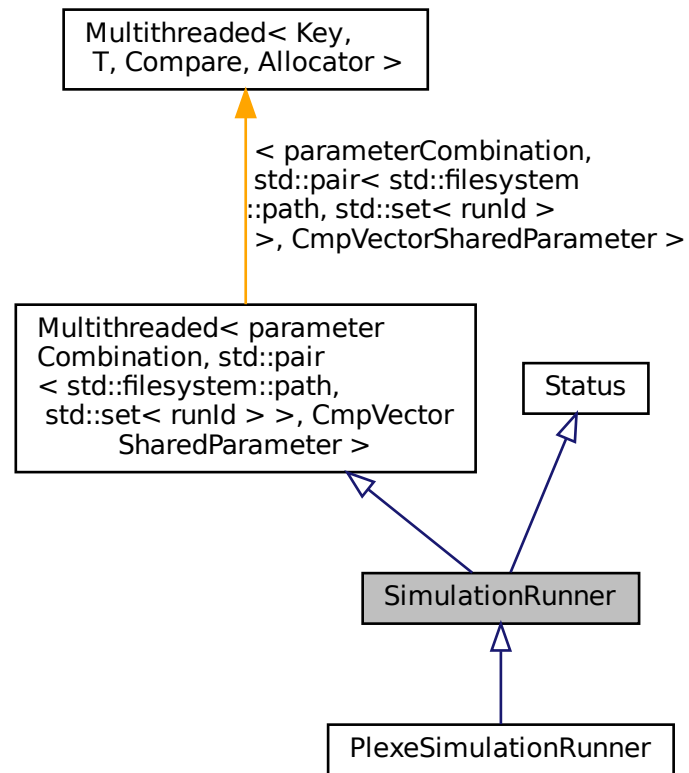 Multithreaded< Key,
T, Compare, Allocator >
< parameterCombination,
std::pair< std::filesystem
::path, std::set< runId >
>, CmpVectorSharedParameter >
Multithreaded< parameter
Combination, std::pair
< std::filesystem::path,
std::set< runId > >, CmpVector
SharedParameter >
Status
SimulationRunner
PlexeSimulationRunner